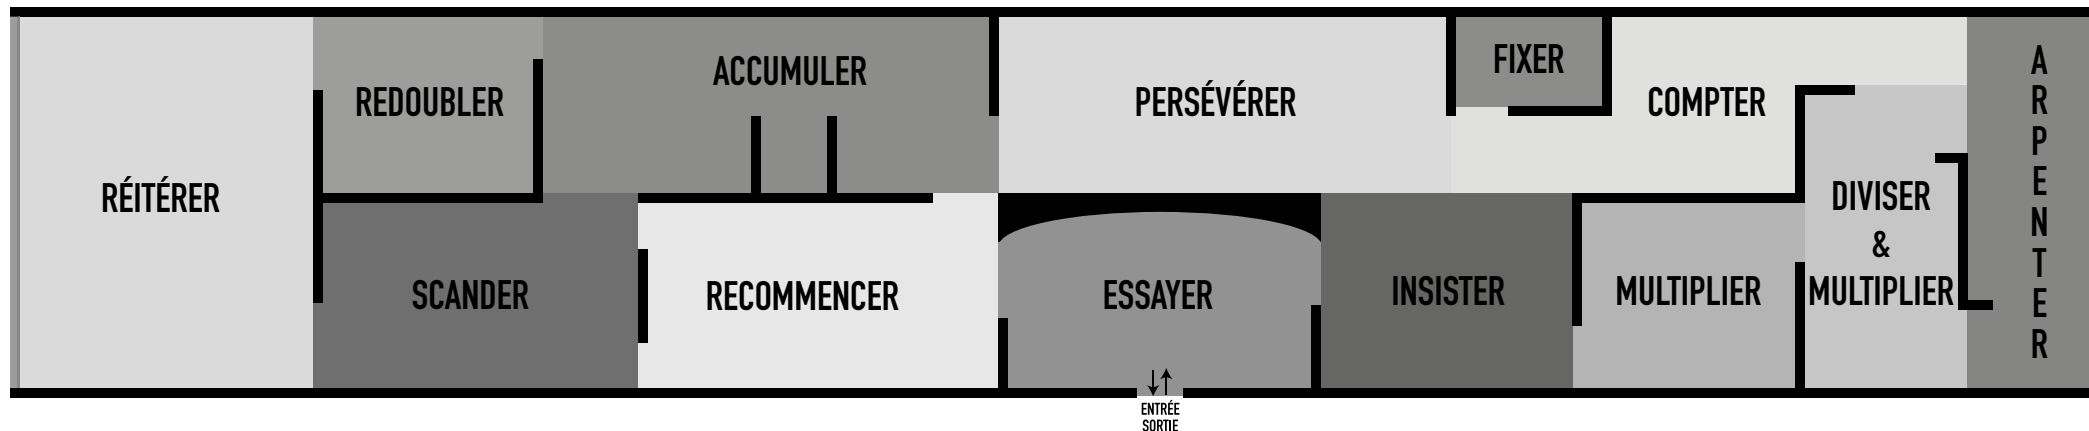 RÉITÉRER
REDOUBLER
ACCUMULER
PERSÉVÉRER
FIXER
COMPTER
ARPENTER
SCANDER
RECOMMENCER
ESSAYER
INSISTER
MULTIPLIER
DIVISER
&
MULTIPLIER
ENTRÉE
SORTIE